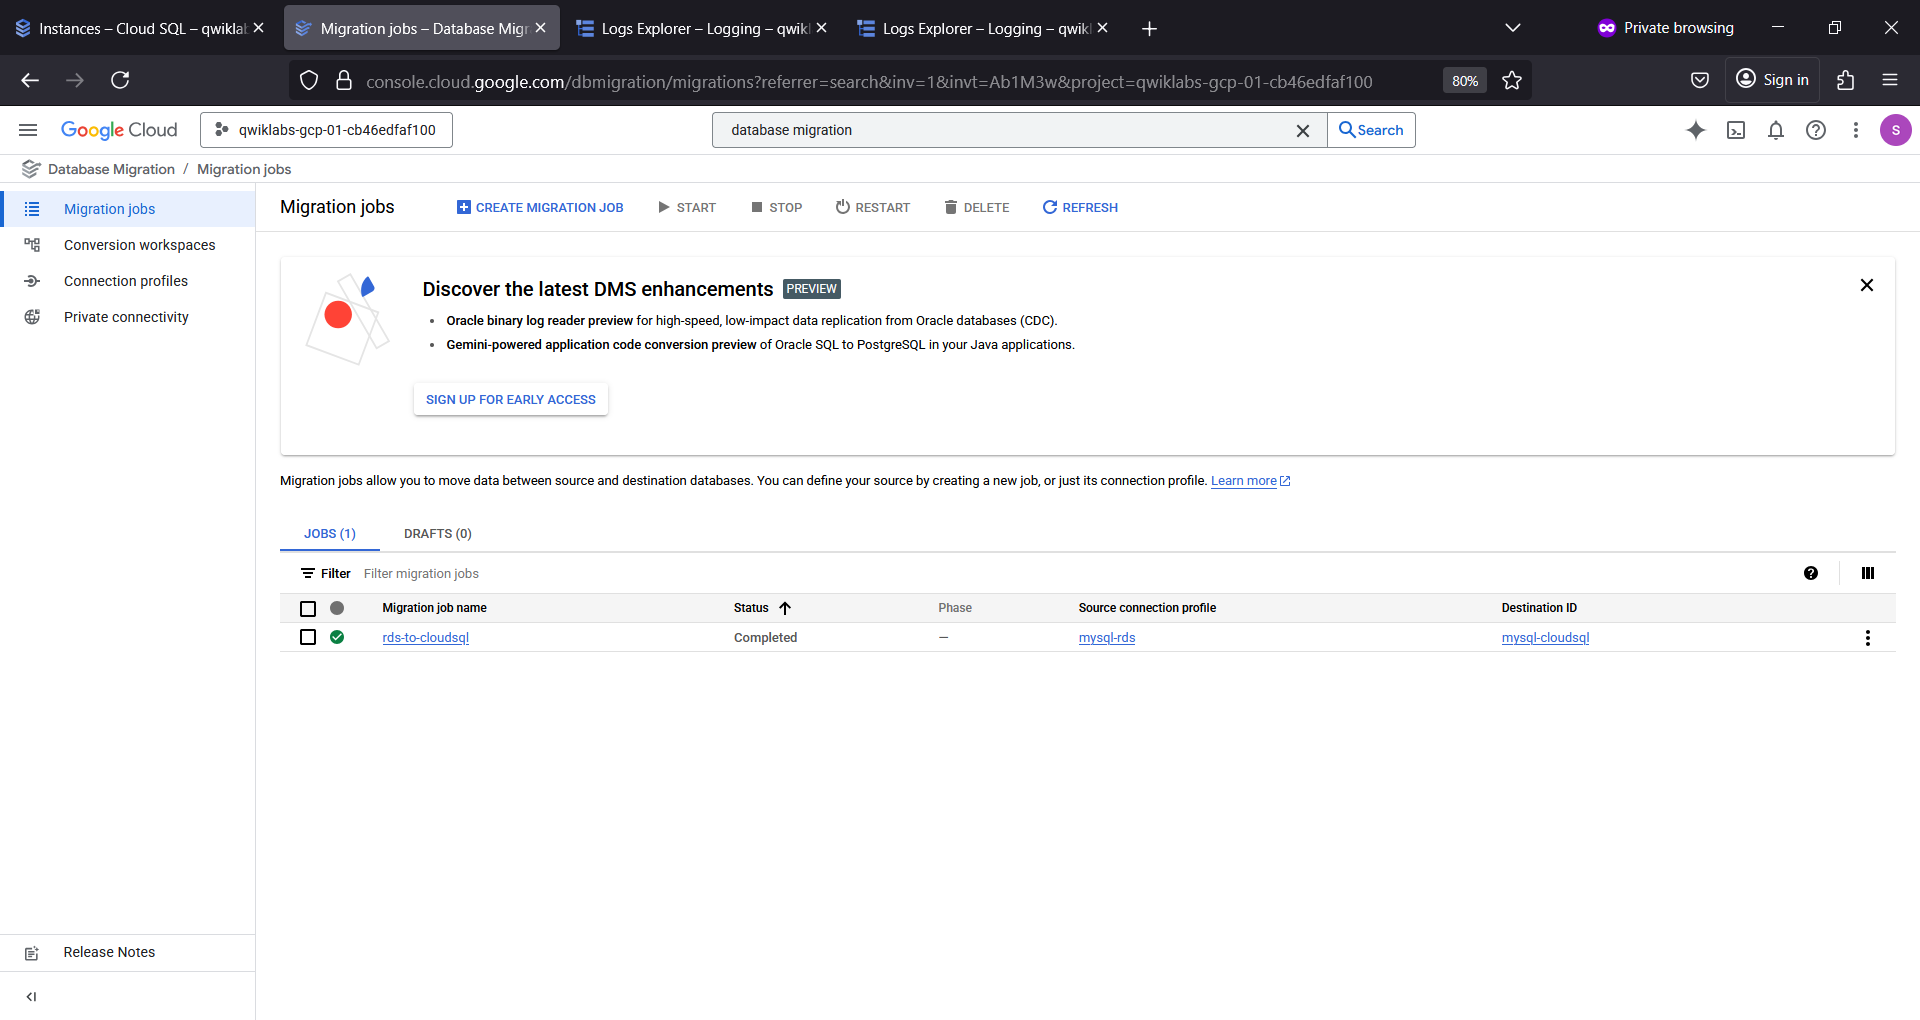 Instances – Cloud SQL – qwiklab
Migration jobs – Database Migr
Logs Explorer – Logging – qwikl
Logs Explorer – Logging – qwikl
Private browsing
console.cloud.google.com/dbmigration/migrations?referrer=search&inv=1&invt=Ab1M3w&project=qwiklabs-gcp-01-cb46edfaf100
80%
Sign in
Google Cloud
qwiklabs-gcp-01-cb46edfaf100
database migration
Search
S
Database Migration / Migration jobs
Migration jobs
Conversion workspaces
Connection profiles
Private connectivity
Release Notes
Migration jobs
CREATE MIGRATION JOB
START
STOP
RESTART
DELETE
REFRESH
Discover the latest DMS enhancements PREVIEW
• Oracle binary log reader preview for high-speed, low-impact data replication from Oracle databases (CDC).
• Gemini-powered application code conversion preview of Oracle SQL to PostgreSQL in your Java applications.
SIGN UP FOR EARLY ACCESS
Migration jobs allow you to move data between source and destination databases. You can define your source by creating a new job, or just its connection profile. Learn more
JOBS (1) DRAFTS (0)
Filter Filter migration jobs
Migration job name Status Phase Source connection profile Destination ID
rds-to-cloudsql Completed — mysql-rds mysql-cloudsql